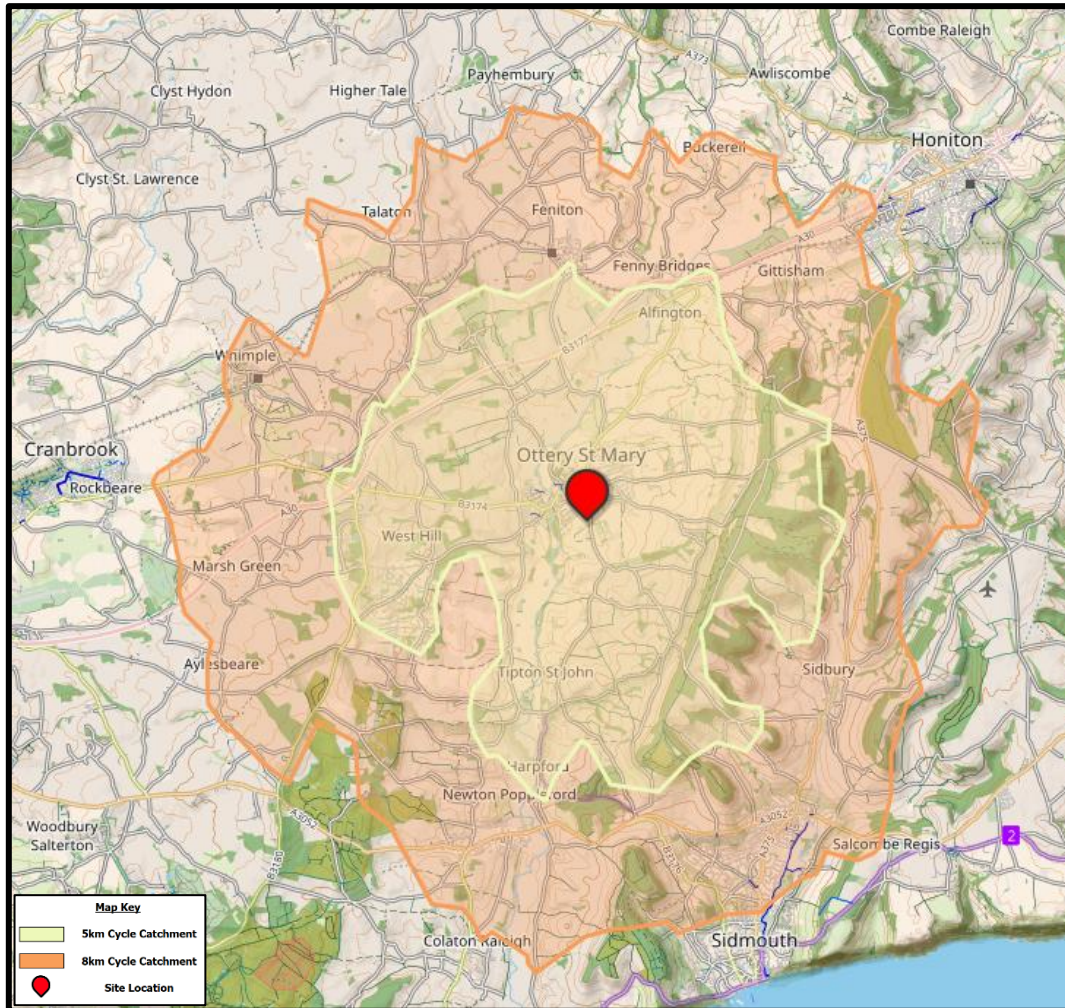 Combe Raleigh
A373
Payhembury
Awliscombe
Clyst Hydon
Higher Tale
Honiton
Buckerell
Clyst St. Lawrence
Talaton
Feniton
A30
Fenny Bridges
Gittisham
Alfington
B3177
Whimple
A375
Cranbrook
Ottery St Mary
Rockbeare
B3174
A30
West Hill
Marsh Green
Aylesbeare
Tipton St John
Sidbury
Harpford
Newton Poppleford
A3052
A3052
Woodbury
Salterton
B3180
B3176
A375
Salcombe Regis
2
Colaton Raleigh
Sidmouth
Map Key
5km Cycle Catchment
8km Cycle Catchment
Site Location